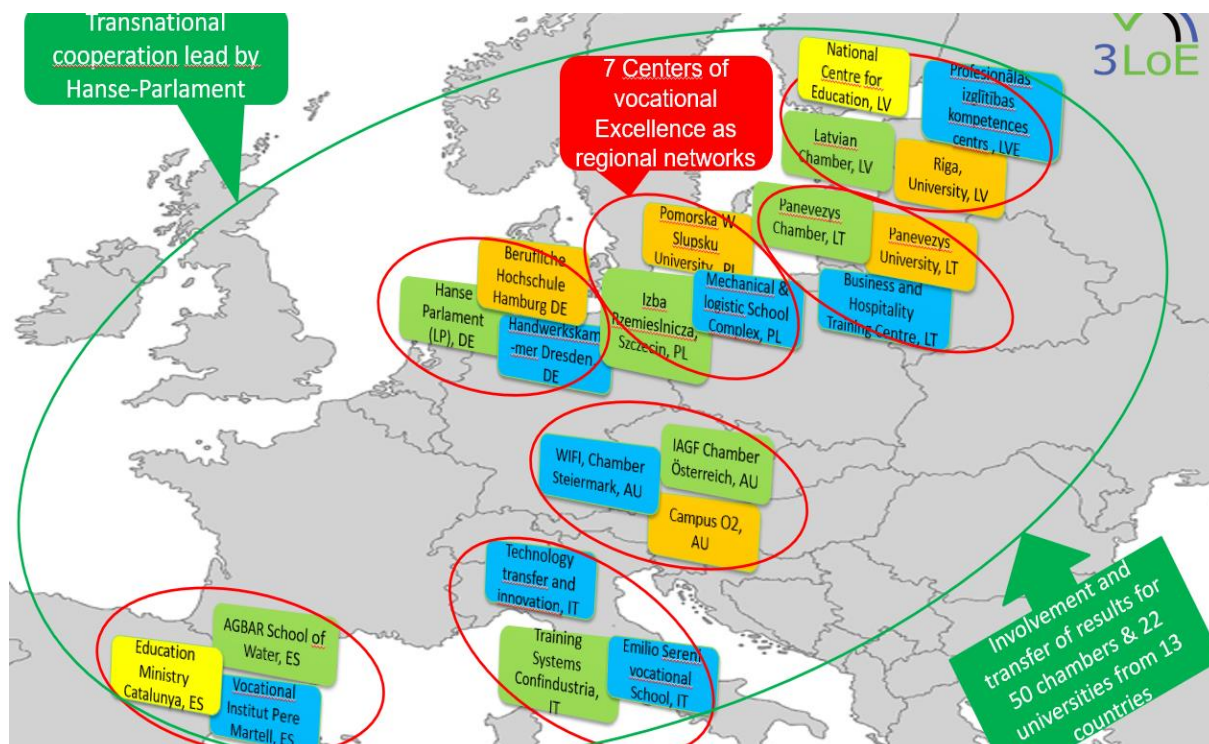 Transnational
cooperation lead by
Hanse-Parlament
7 Centers of
vocational
Excellence as
regional networks
3LoE
National
Centre for
Education, LV
Profesionālas
izglītības
kompetences
centrs , LVE
Latvian
Chamber, LV
Riga,
University, LV
Panevezys
Chamber, LT
Panevezys
University, LT
Business and
Hospitality
Training Centre, LT
Pomorska W
Slupsku
University, PL
Mechanical &
logistic School
Complex, PL
Izba
Rzemieslnicza,
Szczecin, PL
Berufliche
Hochschule
Hamburg DE
Hanse
Parlament
(LP), DE
Handwerkskam
-mer Dresden,
DE
WIFI, Chamber
Steiermark, AU
IAGF Chamber
Österreich, AU
Campus O2,
AU
Technology
transfer and
innovation, IT
Training
Systems
Confindustria,
IT
Emilio Sereni
vocational
School, IT
AGBAR School of
Water, ES
Education
Ministry
Catalunya, ES
Vocational
Institut Pere
Martell, ES
Involvement and
transfer of results for
50 chambers & 22
universities from 13
countries